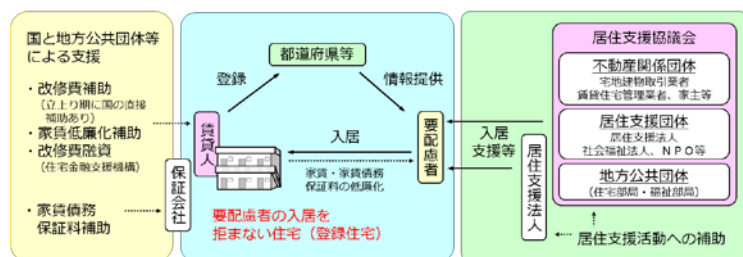 国と地方公共団体等
による支援
・改修費補助
（立上り期に国の直接
補助あり）
・家賃低廉化補助
・改修費融資
（住宅金融支援機構）
・家賃債務
保証料補助
保証会社
都道府県等
登録
情報提供
賃貸人
入居
要配慮者
家賃・家賃債務
保証料の低廉化
要配慮者の入居を
拒まない住宅（登録住宅）
入居
支援等
居住支援法人
居住支援協議会
不動産関係団体
宅地建物取引業者
賃貸住宅管理業者、家主等
居住支援団体
居住支援法人
社会福祉法人、ＮＰＯ等
地方公共団体
（住宅部局・福祉部局）
居住支援活動への補助